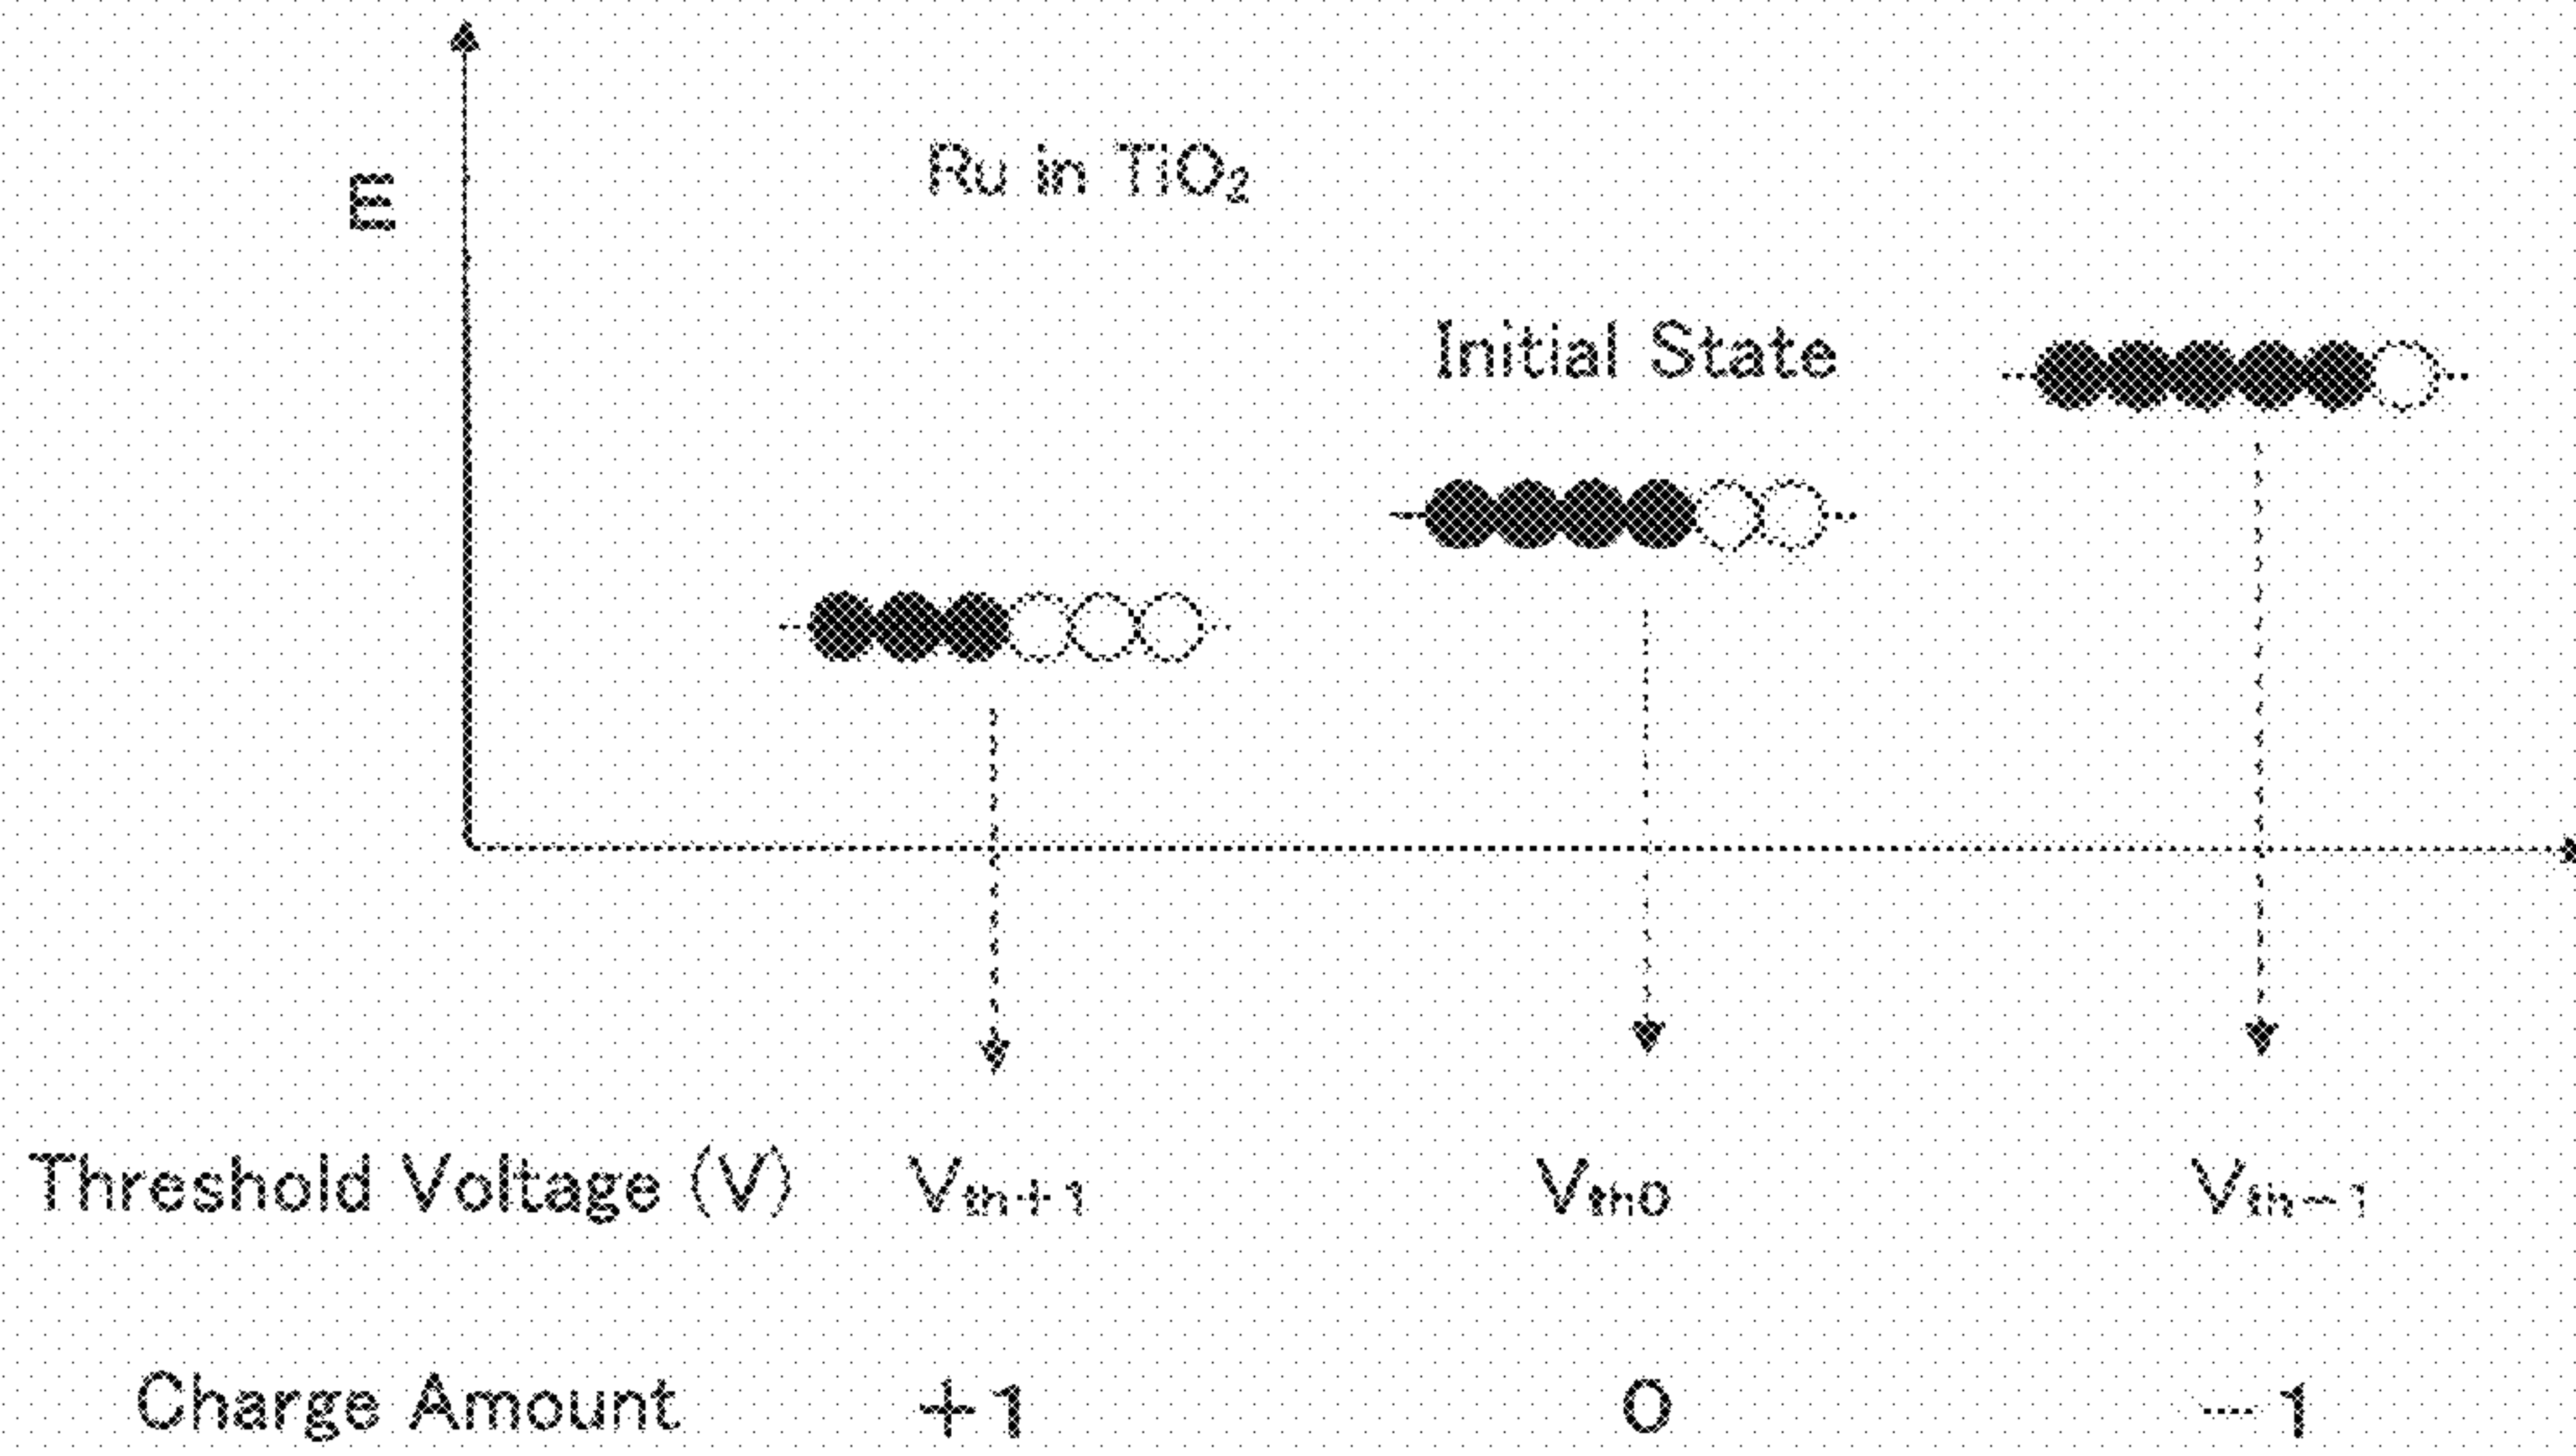 E
Ru in TiO₂
Initial State
Threshold Voltage (V) Vth+1 Vth0 Vth−1
Charge Amount +1 0 −1